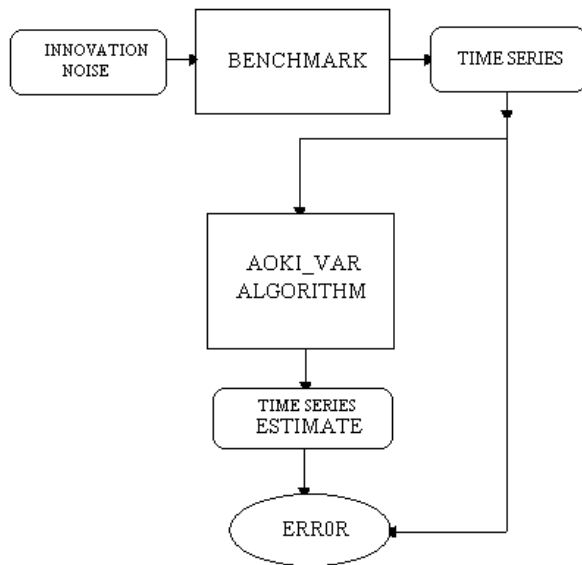 INNOVATION
NOISE
BENCHMARK
TIME SERIES
AOKI_VAR
ALGORITHM
TIME SERIES
ESTIMATE
ERR0R